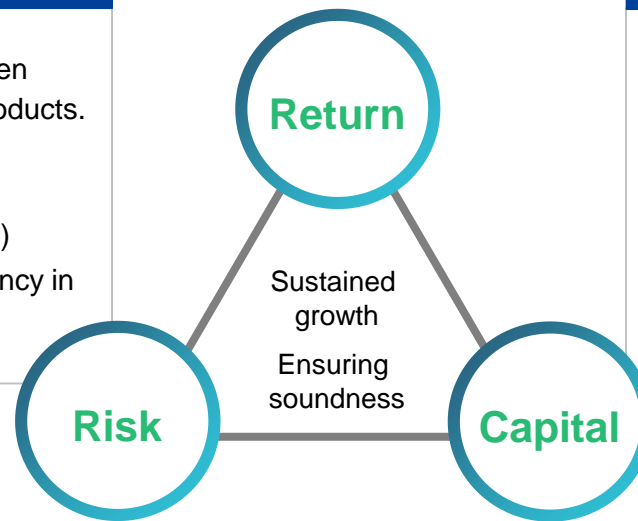 en
oducts.
)
ncy in
Return
Sustained
growth
Ensuring
soundness
Risk
Capital